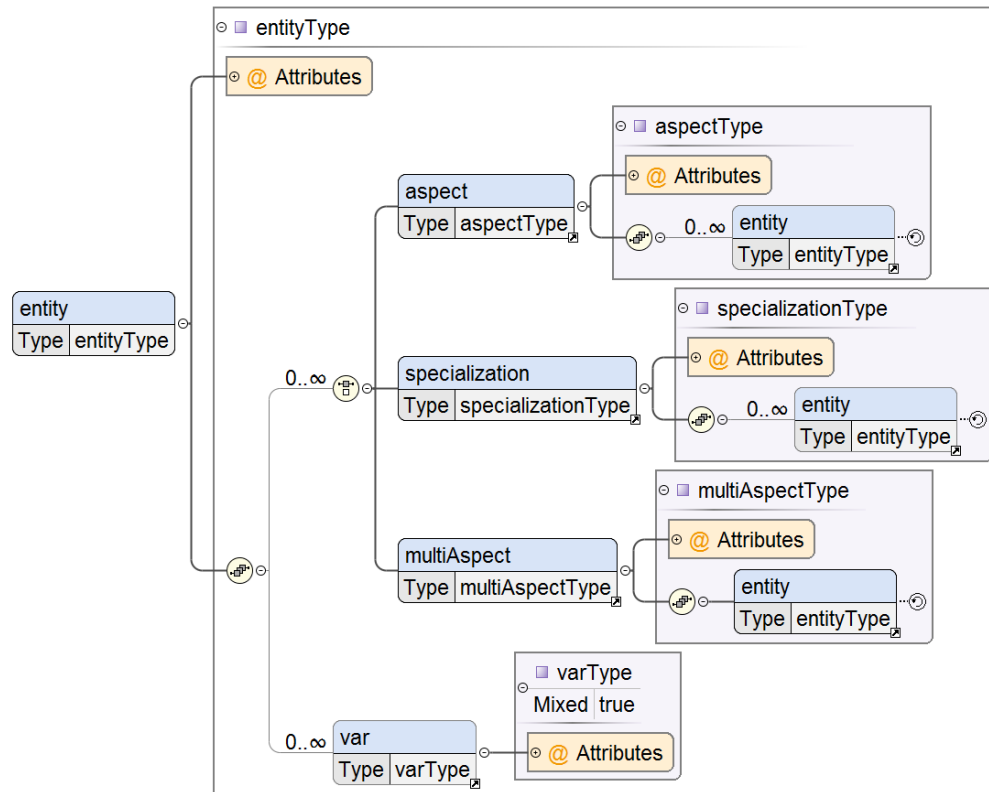 entityType
@ Attributes
aspectType
@ Attributes
aspect
Type aspectType
0..∞
entity
Type entityType
entity
Type entityType
specializationType
@ Attributes
0..∞
specialization
Type specializationType
0..∞
entity
Type entityType
multiAspectType
@ Attributes
multiAspect
Type multiAspectType
entity
Type entityType
varType
Mixed true
0..∞
var
Type varType
@ Attributes